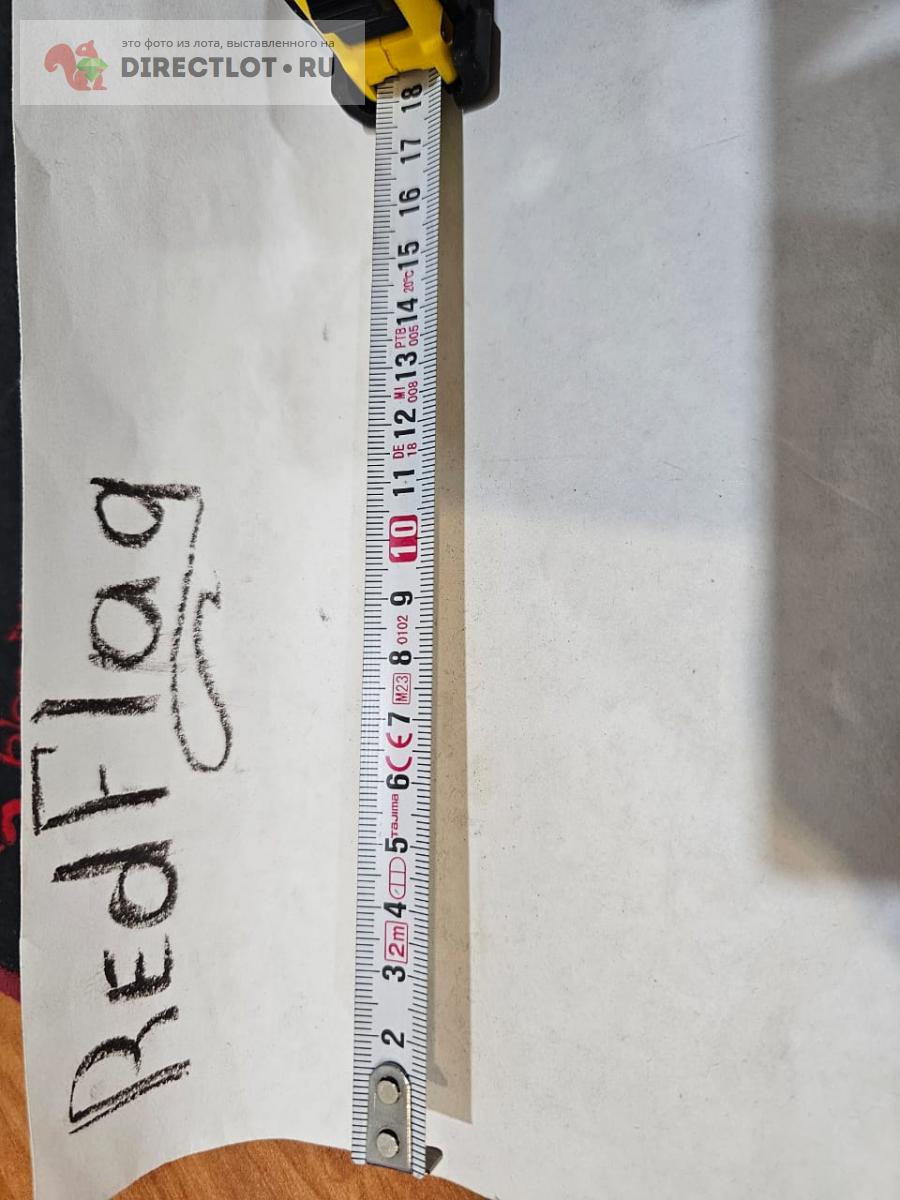 это фото из лота, выставленного на
DIRECTLOT•RU
RedFlag
2 3 2m 4 5 TAJIMA 6 CE 7 M23 8 0102 9 10 11 DE 18 12 MI 008 13 PTB 005 14 20°C 15 16 17 18